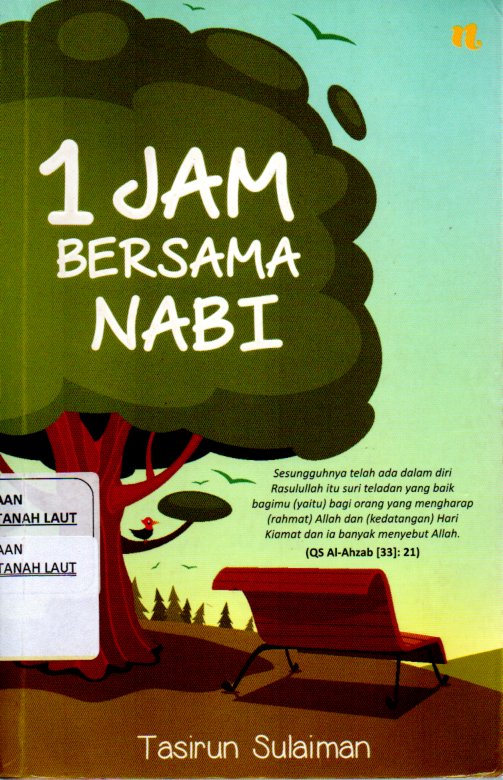 n
1 JAM
BERSAMA
NABI
Sesungguhnya telah ada dalam diri
Rasulullah itu suri teladan yang baik
bagimu (yaitu) bagi orang yang mengharap
(rahmat) Allah dan (kedatangan) Hari
Kiamat dan ia banyak menyebut Allah.
(QS Al-Ahzab [33]: 21)
AAN
TANAH LAUT
AAN
TANAH LAUT
Tasirun Sulaiman